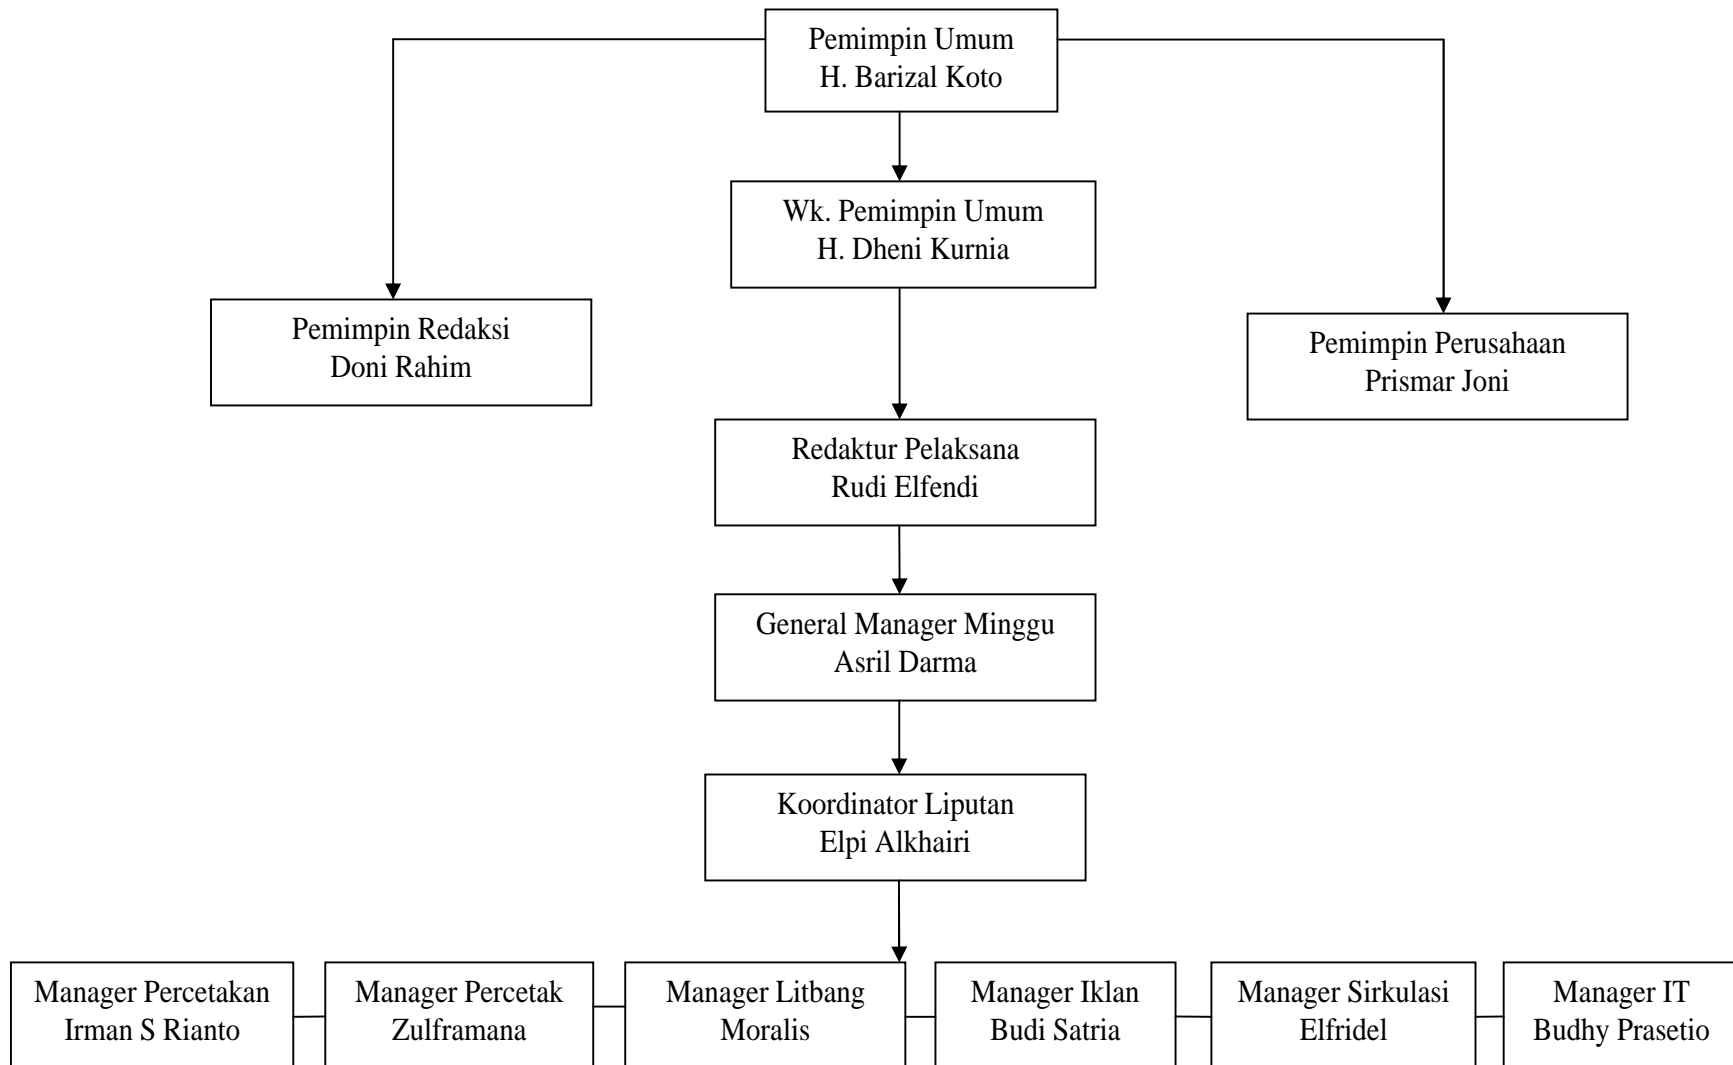 Pemimpin Umum
H. Barizal Koto
Wk. Pemimpin Umum
H. Dheni Kurnia
Pemimpin Redaksi
Doni Rahim
Pemimpin Perusahaan
Prismar Joni
Redaktur Pelaksana
Rudi Elfendi
General Manager Minggu
Asril Darma
Koordinator Liputan
Elpi Alkhairi
Manager Percetakan
Irman S Rianto
Manager Percetak
Zulframana
Manager Litbang
Moralis
Manager Iklan
Budi Satria
Manager Sirkulasi
Elfridel
Manager IT
Budhy Prasetio